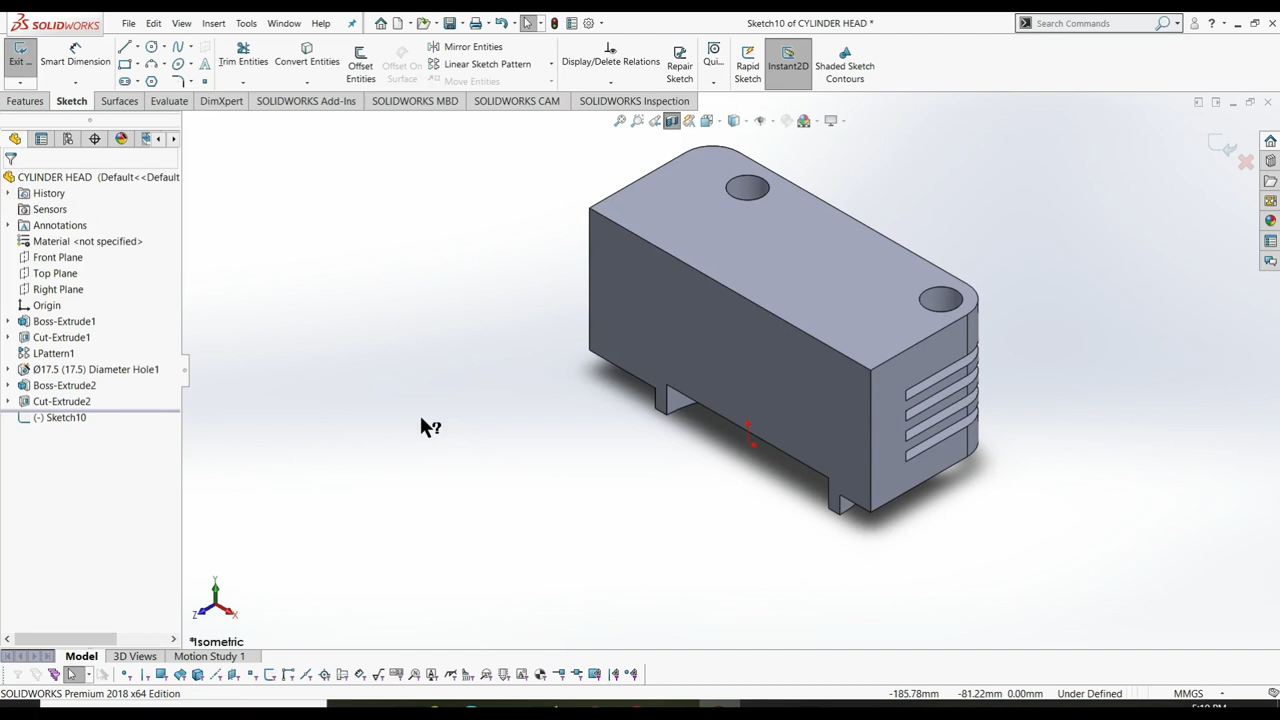 SOLIDWORKS File Edit View Insert Tools Window Help Sketch10 of CYLINDER HEAD * Search Commands
Exit ... Smart Dimension Trim Entities Convert Entities Offset Entities Offset On Surface Mirror Entities Linear Sketch Pattern Move Entities Display/Delete Relations Repair Sketch Qui... Rapid Sketch Instant2D Shaded Sketch Contours
Features Sketch Surfaces Evaluate DimXpert SOLIDWORKS Add-Ins SOLIDWORKS MBD SOLIDWORKS CAM SOLIDWORKS Inspection
CYLINDER HEAD (Default<<Default
History
Sensors
Annotations
Material <not specified>
Front Plane
Top Plane
Right Plane
Origin
Boss-Extrude1
Cut-Extrude1
LPattern1
Ø17.5 (17.5) Diameter Hole1
Boss-Extrude2
Cut-Extrude2
(-) Sketch10
Y
Z X
*Isometric
Model 3D Views Motion Study 1
SOLIDWORKS Premium 2018 x64 Edition -185.78mm -81.22mm 0.00mm Under Defined MMGS